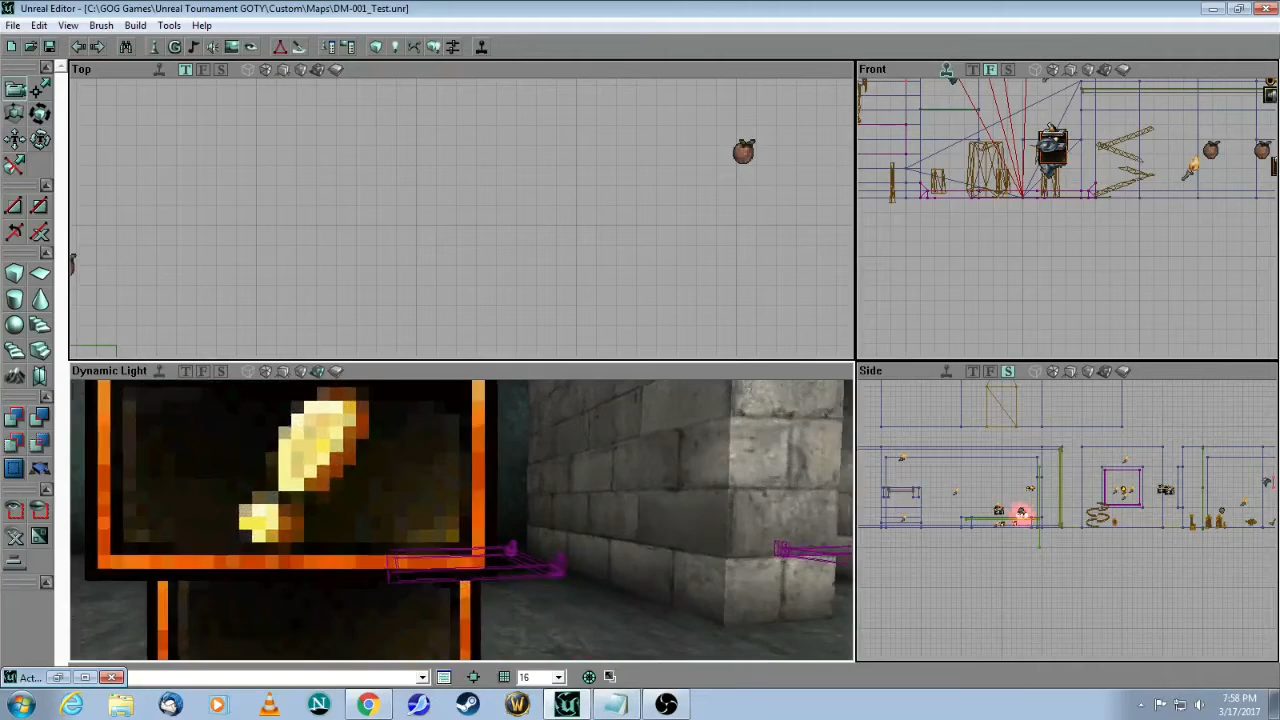 Unreal Editor - [C:\GOG Games\Unreal Tournament GOTY\Custom\Maps\DM-001_Test.unr]
File Edit View Brush Build Tools Help
Top T F S
Front T F S
Dynamic Light T F S
Side T F S
Act...
16
7:58 PM
3/17/2017